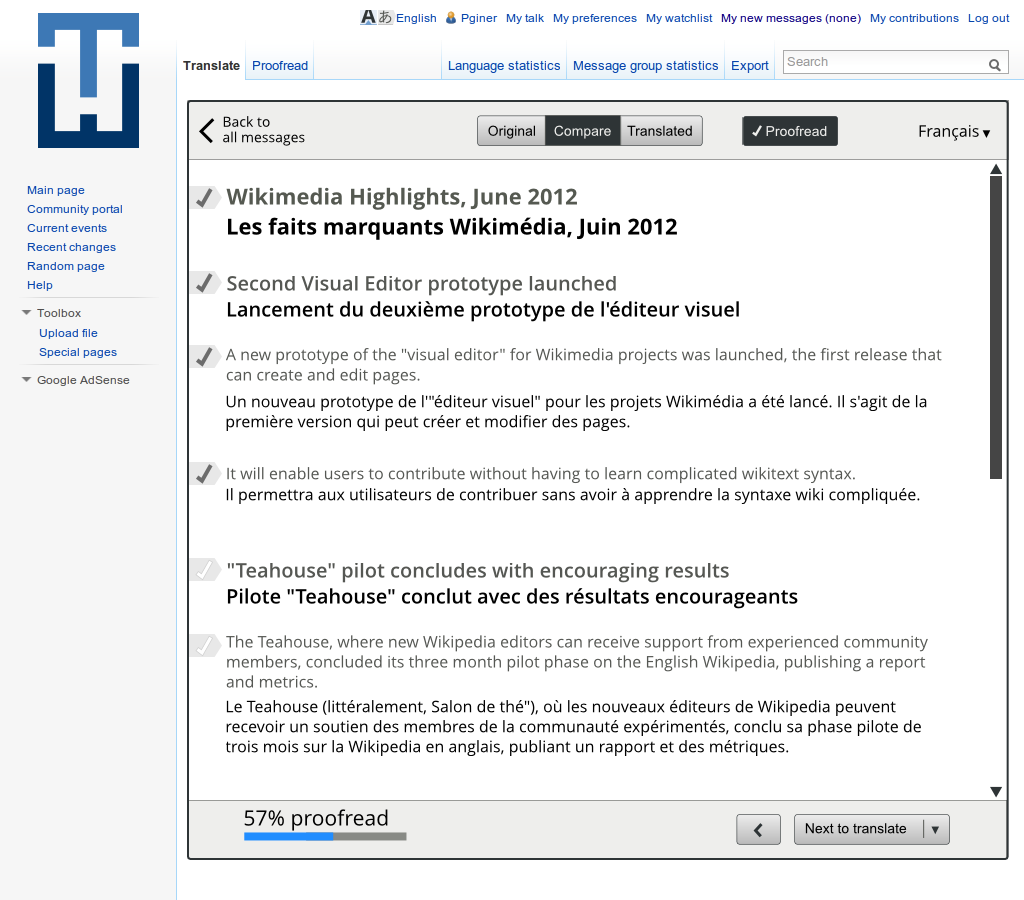 Aあ English Pginer My talk My preferences My watchlist My new messages (none) My contributions Log out
Translate Proofread Language statistics Message group statistics Export Search
Main page
Community portal
Current events
Recent changes
Random page
Help
Toolbox
Upload file
Special pages
Google AdSense
Back to
all messages
Original Compare Translated ✓ Proofread Français ▾
Wikimedia Highlights, June 2012
Les faits marquants Wikimédia, Juin 2012
Second Visual Editor prototype launched
Lancement du deuxième prototype de l'éditeur visuel
A new prototype of the "visual editor" for Wikimedia projects was launched, the first release that
can create and edit pages.
Un nouveau prototype de l'"éditeur visuel" pour les projets Wikimédia a été lancé. Il s'agit de la
première version qui peut créer et modifier des pages.
It will enable users to contribute without having to learn complicated wikitext syntax.
Il permettra aux utilisateurs de contribuer sans avoir à apprendre la syntaxe wiki compliquée.
"Teahouse" pilot concludes with encouraging results
Pilote "Teahouse" conclut avec des résultats encourageants
The Teahouse, where new Wikipedia editors can receive support from experienced community
members, concluded its three month pilot phase on the English Wikipedia, publishing a report
and metrics.
Le Teahouse (littéralement, Salon de thé"), où les nouveaux éditeurs de Wikipedia peuvent
recevoir un soutien des membres de la communauté expérimentés, conclu sa phase pilote de
trois mois sur la Wikipedia en anglais, publiant un rapport et des métriques.
57% proofread
Next to translate ▾